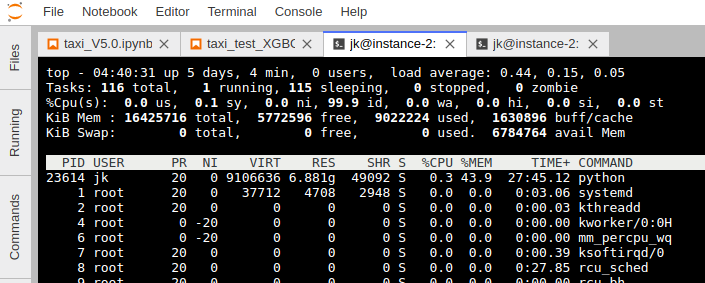 File Notebook Editor Terminal Console Help
taxi_V5.0.ipynb taxi_test_XGBO jk@instance-2: jk@instance-2:
Files
Running
Commands
top - 04:40:31 up 5 days, 4 min, 0 users, load average: 0.44, 0.15, 0.05
Tasks: 116 total, 1 running, 115 sleeping, 0 stopped, 0 zombie
%Cpu(s): 0.0 us, 0.1 sy, 0.0 ni, 99.9 id, 0.0 wa, 0.0 hi, 0.0 si, 0.0 st
KiB Mem : 16425716 total, 5772596 free, 9022224 used, 1630896 buff/cache
KiB Swap: 0 total, 0 free, 0 used. 6784764 avail Mem
PID USER PR NI VIRT RES SHR S %CPU %MEM TIME+ COMMAND
23614 jk 20 0 9106636 6.881g 49092 S 0.3 43.9 27:45.12 python
1 root 20 0 37712 4708 2948 S 0.0 0.0 0:03.06 systemd
2 root 20 0 0 0 0 S 0.0 0.0 0:00.03 kthreadd
4 root 0 -20 0 0 0 S 0.0 0.0 0:00.00 kworker/0:0H
6 root 0 -20 0 0 0 S 0.0 0.0 0:00.00 mm_percpu_wq
7 root 20 0 0 0 0 S 0.0 0.0 0:00.39 ksoftirqd/0
8 root 20 0 0 0 0 S 0.0 0.0 0:27.85 rcu_sched
9 root 20 0 0 0 0 S 0.0 0.0 0:00.00 rcu_bh